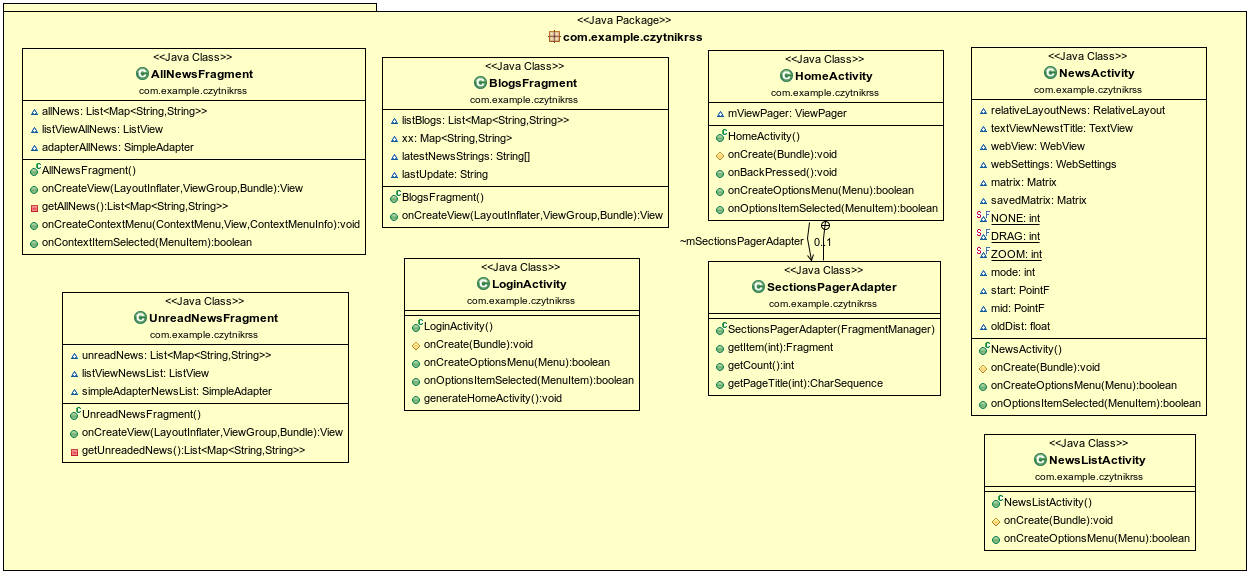 <<Java Package>>
com.example.czytnikrss
<<Java Class>>
AllNewsFragment
com.example.czytnikrss
allNews: List<Map<String,String>>
listViewAllNews: ListView
adapterAllNews: SimpleAdapter
AllNewsFragment()
onCreateView(LayoutInflater,ViewGroup,Bundle):View
getAllNews():List<Map<String,String>>
onCreateContextMenu(ContextMenu,View,ContextMenuInfo):void
onContextItemSelected(MenuItem):boolean
<<Java Class>>
BlogsFragment
com.example.czytnikrss
listBlogs: List<Map<String,String>>
xx: Map<String,String>
latestNewsStrings: String[]
lastUpdate: String
BlogsFragment()
onCreateView(LayoutInflater,ViewGroup,Bundle):View
<<Java Class>>
HomeActivity
com.example.czytnikrss
mViewPager: ViewPager
HomeActivity()
onCreate(Bundle):void
onBackPressed():void
onCreateOptionsMenu(Menu):boolean
onOptionsItemSelected(MenuItem):boolean
~mSectionsPagerAdapter
0..1
<<Java Class>>
NewsActivity
com.example.czytnikrss
relativeLayoutNews: RelativeLayout
textViewNewstTitle: TextView
webView: WebView
webSettings: WebSettings
matrix: Matrix
savedMatrix: Matrix
NONE: int
DRAG: int
ZOOM: int
mode: int
start: PointF
mid: PointF
oldDist: float
NewsActivity()
onCreate(Bundle):void
onCreateOptionsMenu(Menu):boolean
onOptionsItemSelected(MenuItem):boolean
<<Java Class>>
UnreadNewsFragment
com.example.czytnikrss
unreadNews: List<Map<String,String>>
listViewNewsList: ListView
simpleAdapterNewsList: SimpleAdapter
UnreadNewsFragment()
onCreateView(LayoutInflater,ViewGroup,Bundle):View
getUnreadedNews():List<Map<String,String>>
<<Java Class>>
LoginActivity
com.example.czytnikrss
LoginActivity()
onCreate(Bundle):void
onCreateOptionsMenu(Menu):boolean
onOptionsItemSelected(MenuItem):boolean
generateHomeActivity():void
<<Java Class>>
SectionsPagerAdapter
com.example.czytnikrss
SectionsPagerAdapter(FragmentManager)
getItem(int):Fragment
getCount():int
getPageTitle(int):CharSequence
<<Java Class>>
NewsListActivity
com.example.czytnikrss
NewsListActivity()
onCreate(Bundle):void
onCreateOptionsMenu(Menu):boolean